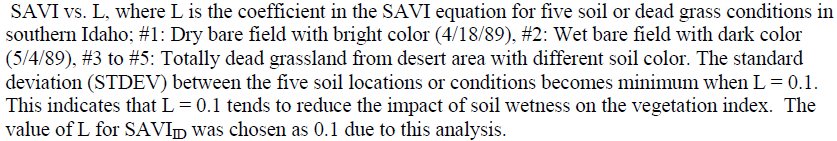 SAVI vs. L, where L is the coefficient in the SAVI equation for five soil or dead grass conditions in
southern Idaho; #1: Dry bare field with bright color (4/18/89), #2: Wet bare field with dark color
(5/4/89), #3 to #5: Totally dead grassland from desert area with different soil color. The standard
deviation (STDEV) between the five soil locations or conditions becomes minimum when L = 0.1.
This indicates that L = 0.1 tends to reduce the impact of soil wetness on the vegetation index.  The
value of L for SAVIID was chosen as 0.1 due to this analysis.